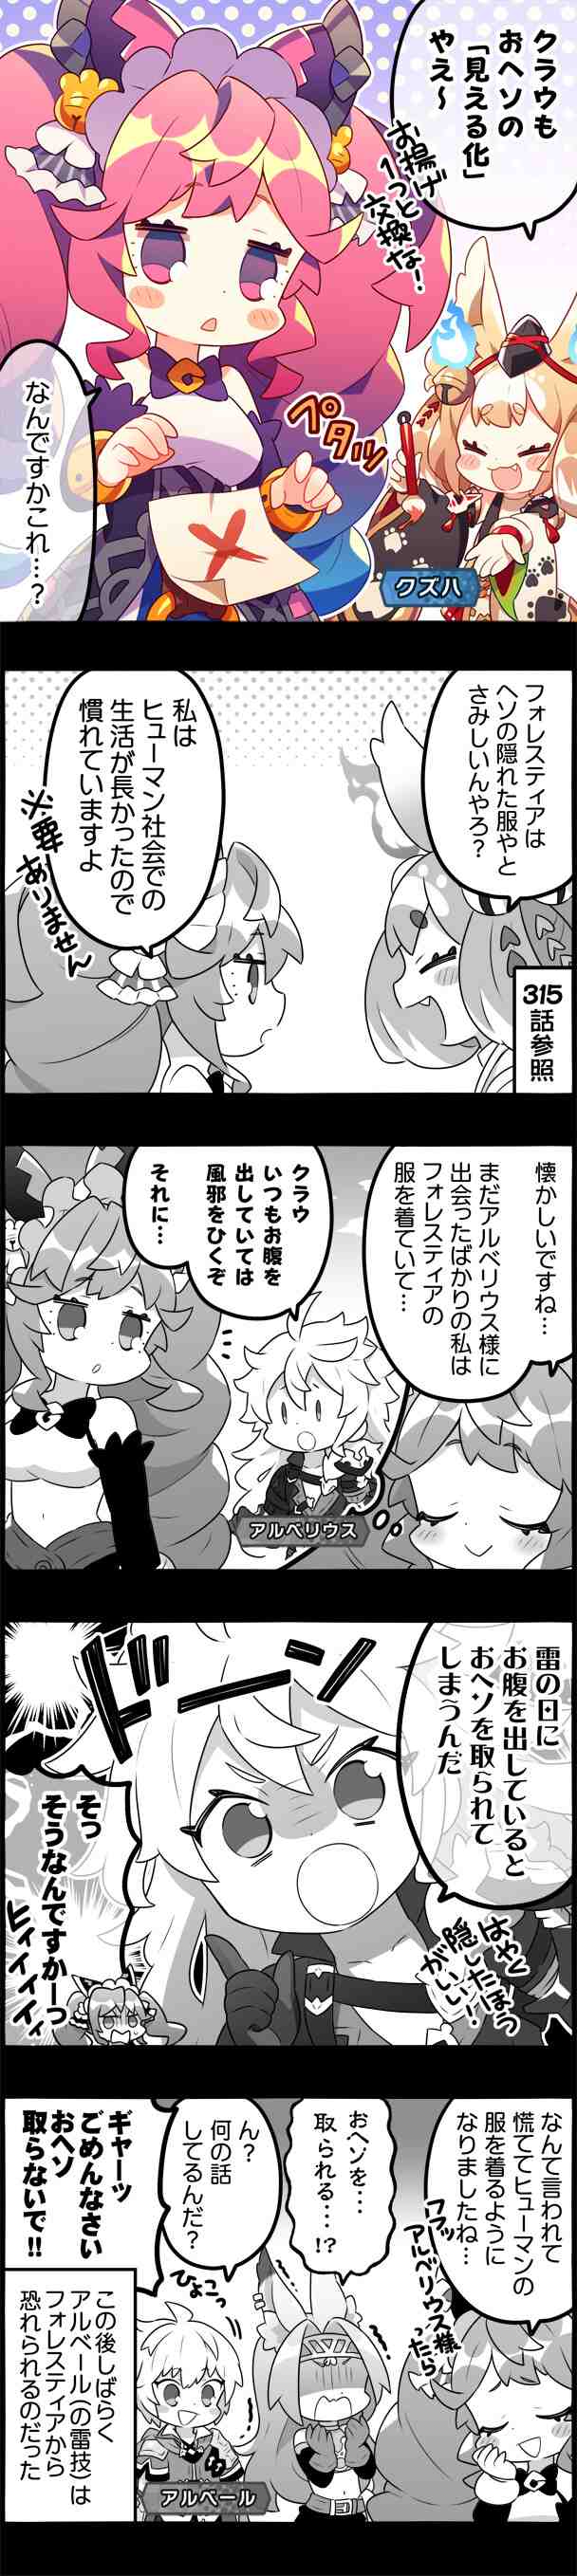 クラウも
おヘソの
「見える化」
やえ～
お揚げ
1つと
交換な！
なんですかこれ…？
ペタッ
クズハ
フォレスティアは
ヘソの隠れた服やと
さみしいんやろ？
私は
ヒューマン社会での
生活が長かったので
慣れていますよ
※要りません
315
話参照
懐かしいですね…
まだアルベリウス様に
出会ったばかりの私は
フォレスティアの
服を着ていて…
クラウ
いつもお腹を
出していては
風邪をひくぞ
それに…
アルベリウス
雷の日に
お腹を出していると
おヘソを取られて
しまうんだ
ドーン
はやく
隠したほう
がいい！
そっ
そうなんですかーっ
ヒィイイイィ
なんて言われて
慌ててヒューマンの
服を着るように
なりましたね…
フフッ
アルベリウス様
ったら
おヘソを…
取られる…!?
ん？
何の話
してるんだ？
ひょこっ
アルベール
ギャーッ
ごめんなさい
おヘソ
取らないで!!
この後しばらく
アルベール(の雷技)は
フォレスティアから
恐れられるのだった